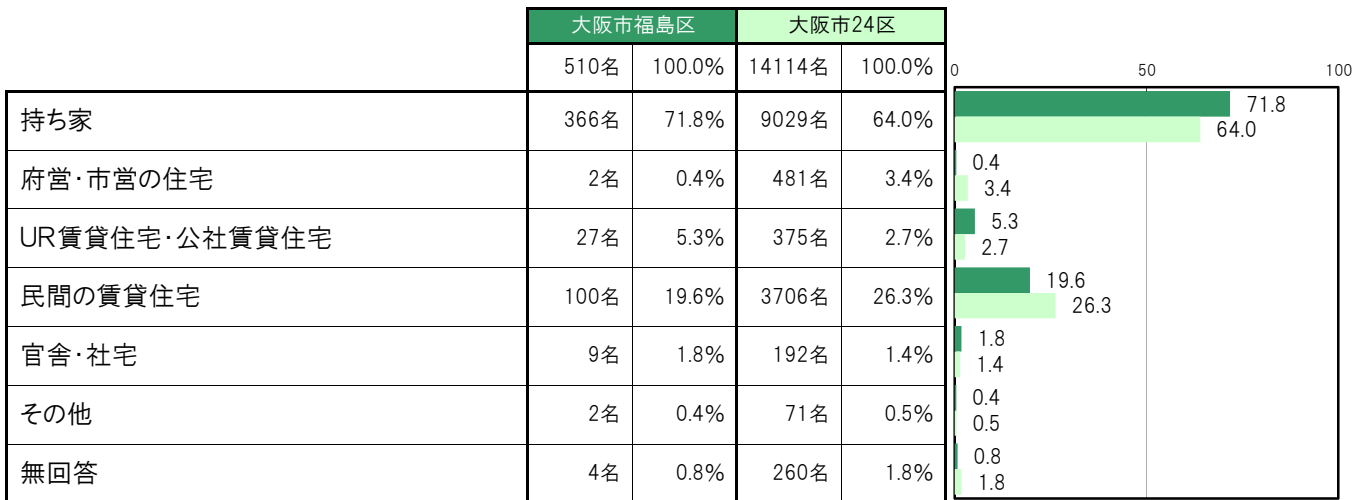 大阪市福島区 大阪市24区
510名 100.0% 14114名 100.0% 0 50 100
持ち家 366名 71.8% 9029名 64.0% 71.8
64.0
府営・市営の住宅 2名 0.4% 481名 3.4% 0.4
3.4
UR賃貸住宅・公社賃貸住宅 27名 5.3% 375名 2.7% 5.3
2.7
民間の賃貸住宅 100名 19.6% 3706名 26.3% 19.6
26.3
官舎・社宅 9名 1.8% 192名 1.4% 1.8
1.4
その他 2名 0.4% 71名 0.5% 0.4
0.5
無回答 4名 0.8% 260名 1.8% 0.8
1.8